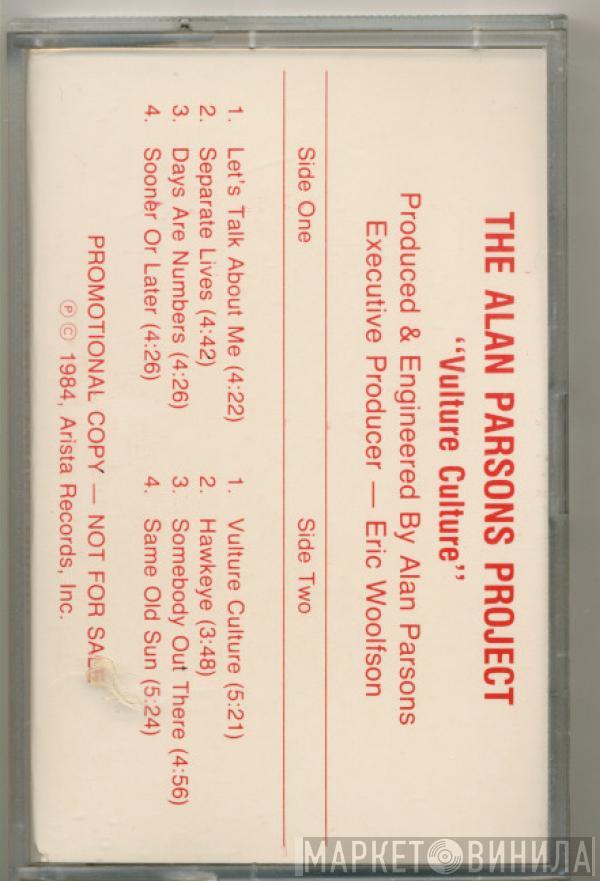 THE ALAN PARSONS PROJECT
"Vulture Culture"
Produced & Engineered By Alan Parsons
Executive Producer — Eric Woolfson
Side One
1. Let's Talk About Me (4:22)
2. Separate Lives (4:42)
3. Days Are Numbers (4:26)
4. Sooner Or Later (4:26)
Side Two
1. Vulture Culture (5:21)
2. Hawkeye (3:48)
3. Somebody Out There (4:56)
4. Same Old Sun (5:24)
PROMOTIONAL COPY — NOT FOR SALE
℗ © 1984, Arista Records, Inc.
МАРКЕТ ВИНИЛА